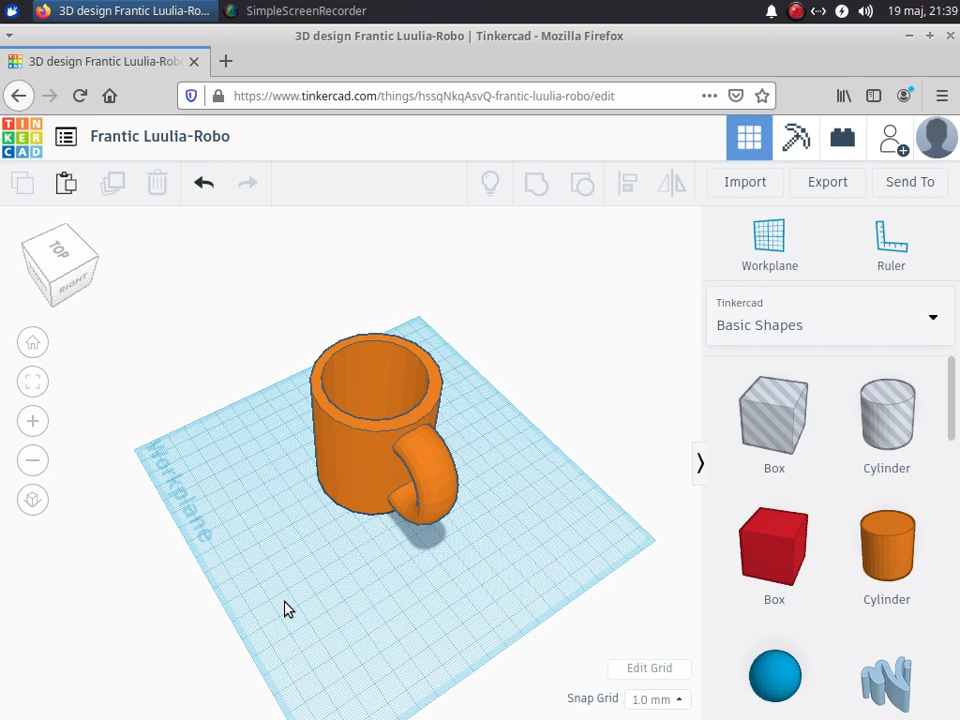 3D design Frantic Luulia-Ro...
SimpleScreenRecorder
19 maj, 21:39
3D design Frantic Luulia-Robo | Tinkercad - Mozilla Firefox
3D design Frantic Luulia-Rob
https://www.tinkercad.com/things/hssqNkqAsvQ-frantic-luulia-robo/edit
TIN
KER
CAD
Frantic Luulia-Robo
Import
Export
Send To
TOP
RIGHT
Workplane
Ruler
Tinkercad
Basic Shapes
Box
Cylinder
Workplane
Box
Cylinder
Edit Grid
Snap Grid
1.0 mm